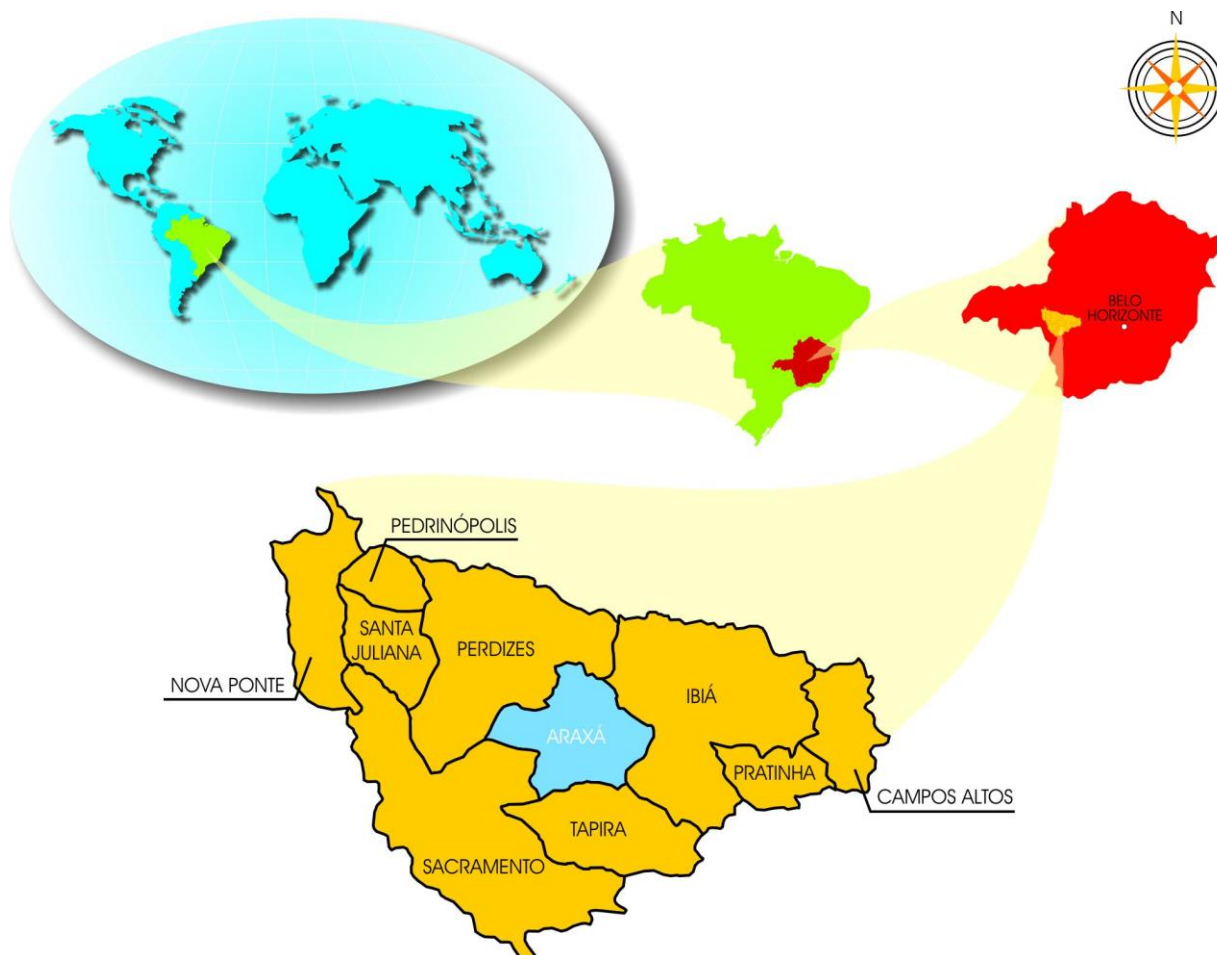 N
BELO
HORIZONTE
PEDRINÓPOLIS
SANTA
JULIANA
PERDIZES
NOVA PONTE
IBIÁ
ARAXÁ
PRATINHA
CAMPOS ALTOS
TAPIRA
SACRAMENTO